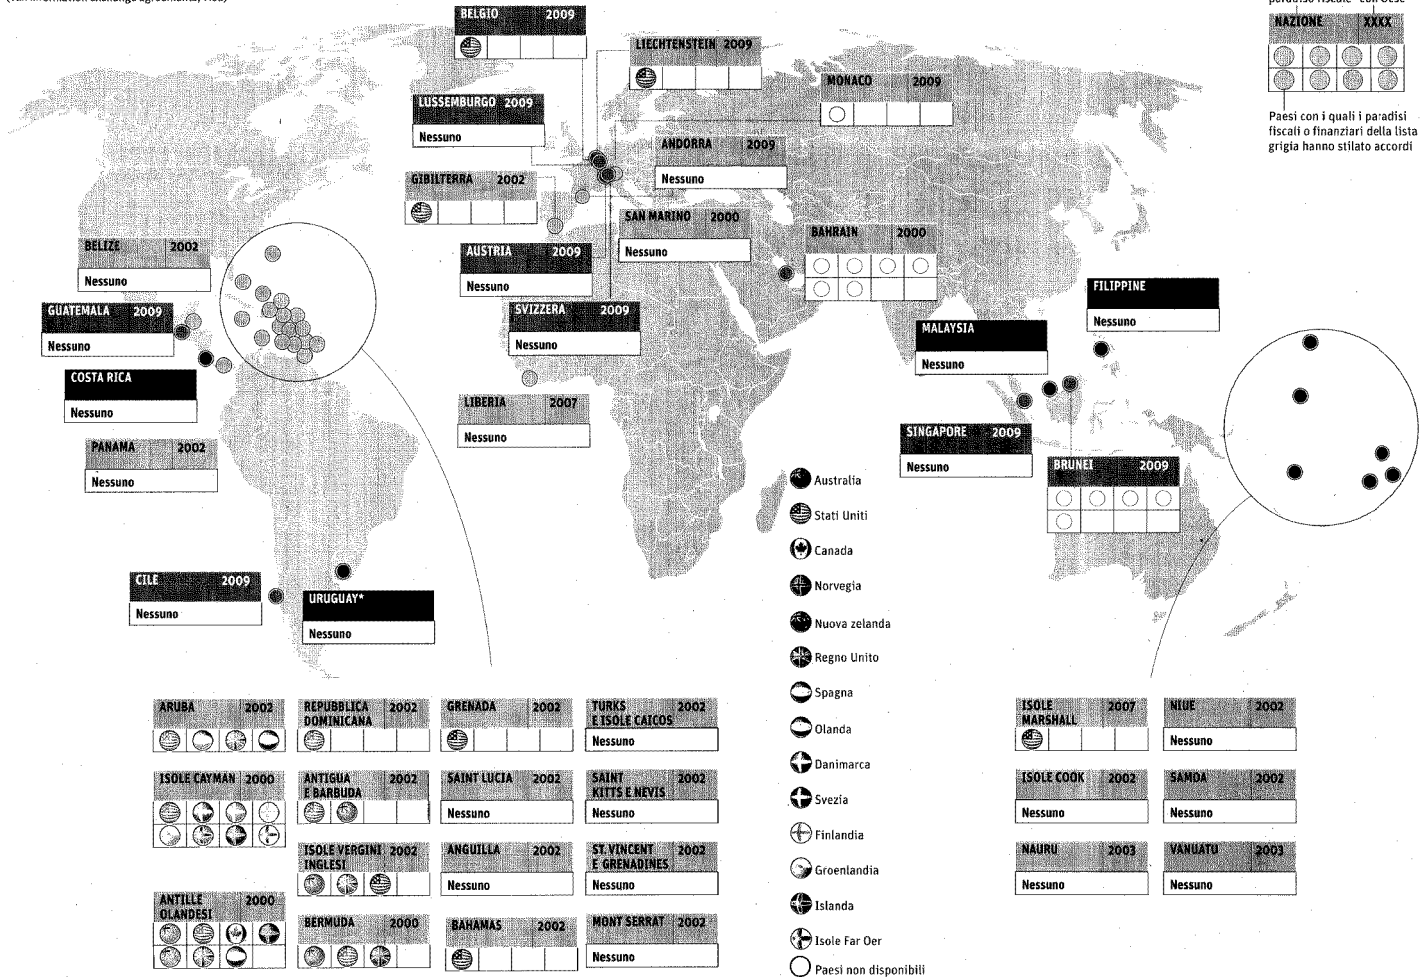 BELGIO 2009
LIECHTENSTEIN 2009
MONACO 2009
NAZIONE XXXX
Paesi con i quali i paradisi
fiscali o finanziari della lista
grigia hanno stilato accordi
LUSSEMBURGO 2009
Nessuno
ANDORRA 2009
Nessuno
GIBILTERRA 2002
SAN MARINO 2000
Nessuno
BAHRAIN 2000
BELIZE 2002
Nessuno
AUSTRIA 2009
Nessuno
FILIPPINE
Nessuno
GUATEMALA 2009
Nessuno
SVIZZERA 2009
Nessuno
MALAYSIA
Nessuno
COSTA RICA
Nessuno
LIBERIA 2007
Nessuno
SINGAPORE 2009
Nessuno
PANAMA 2002
Nessuno
BRUNEI 2009
CILE 2009
Nessuno
URUGUAY*
Nessuno
Australia
Stati Uniti
Canada
Norvegia
Nuova zelanda
Regno Unito
Spagna
Olanda
Danimarca
Svezia
Finlandia
Groenlandia
Islanda
Isole Far Oer
Paesi non disponibili
ARUBA 2002
REPUBBLICA 2002
DOMINICANA
GRENADA 2002
TURKS 2002
E ISOLE CAICOS
Nessuno
ISOLE CAYMAN 2000
ANTIGUA 2002
E BARBUDA
SAINT LUCIA 2002
Nessuno
SAINT 2002
KITTS E NEVIS
Nessuno
ISOLE VERGINI 2002
INGLESI
ANGUILLA 2002
Nessuno
ST. VINCENT 2002
E GRENADINES
Nessuno
ANTILLE 2000
OLANDESI
BERMUDA 2000
BAHAMAS 2002
MONT SERRAT 2002
Nessuno
ISOLE 2007
MARSHALL
NIUE 2002
Nessuno
ISOLE COOK 2002
Nessuno
SAMOA 2002
Nessuno
NAURU 2003
Nessuno
VANUATU 2003
Nessuno